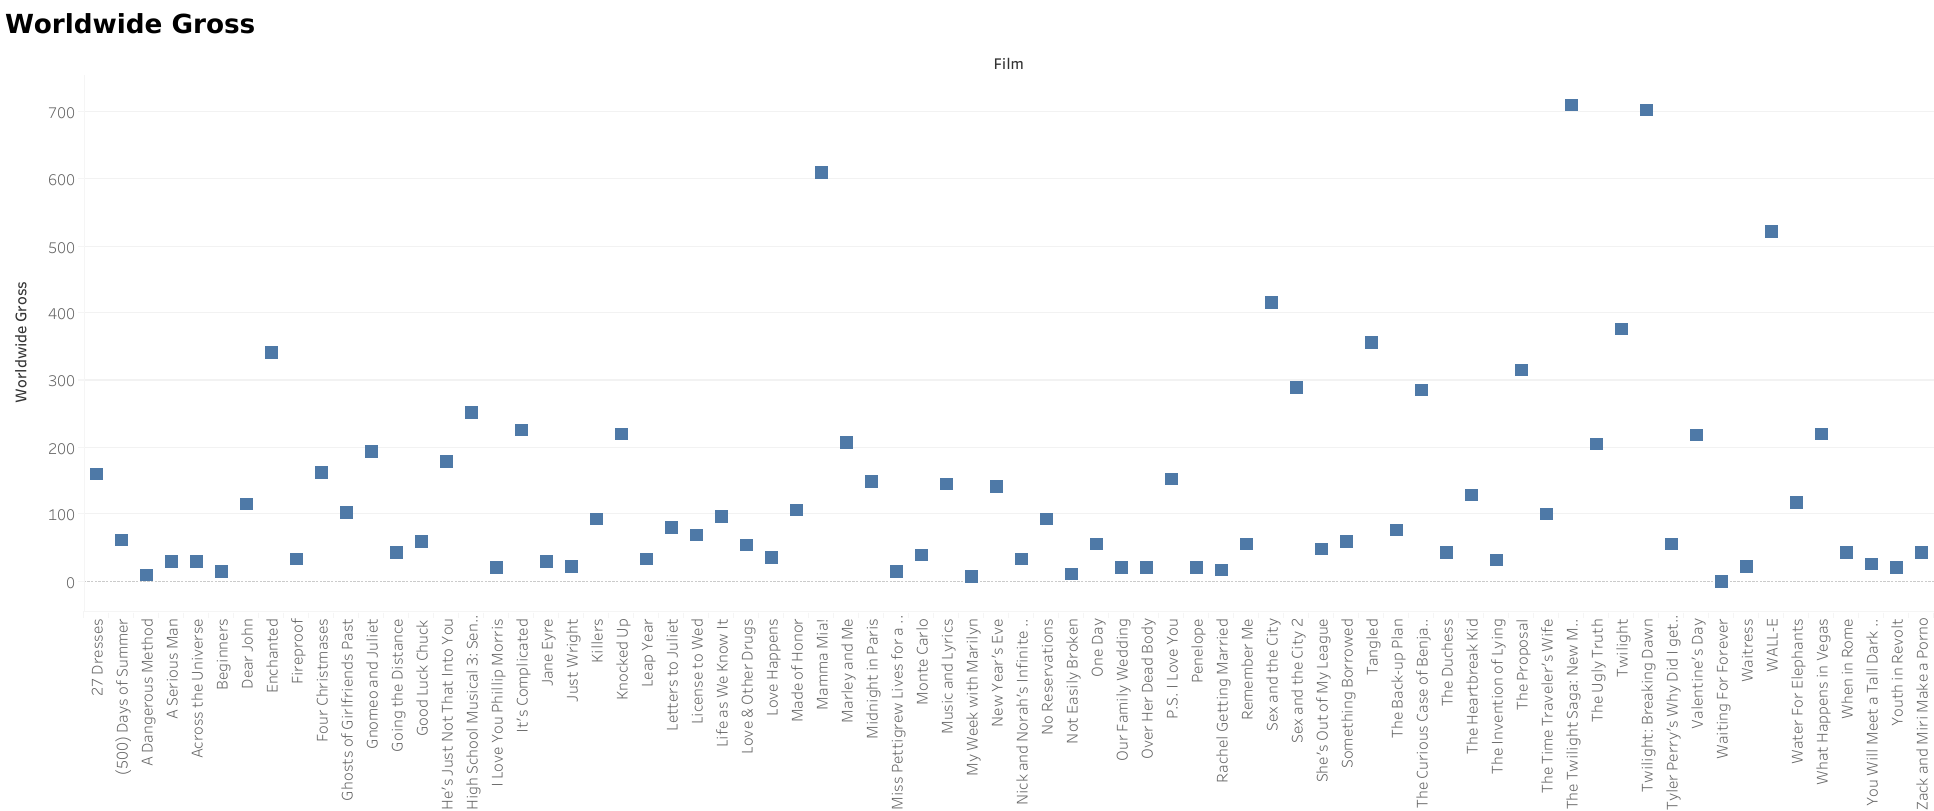 Worldwide Gross
Film
Worldwide Gross
700
600
500
400
300
200
100
0
27 Dresses
(500) Days of Summer
A Dangerous Method
A Serious Man
Across the Universe
Beginners
Dear John
Enchanted
Fireproof
Four Christmases
Ghosts of Girlfriends Past
Gnomeo and Juliet
Going the Distance
Good Luck Chuck
He's Just Not That Into You
High School Musical 3: Sen..
I Love You Phillip Morris
It's Complicated
Jane Eyre
Just Wright
Killers
Knocked Up
Leap Year
Letters to Juliet
License to Wed
Life as We Know It
Love & Other Drugs
Love Happens
Made of Honor
Mamma Mia!
Marley and Me
Midnight in Paris
Miss Pettigrew Lives for a ..
Monte Carlo
Music and Lyrics
My Week with Marilyn
New Year's Eve
Nick and Norah's Infinite ..
No Reservations
Not Easily Broken
One Day
Our Family Wedding
Over Her Dead Body
P.S. I Love You
Penelope
Rachel Getting Married
Remember Me
Sex and the City
Sex and the City 2
She's Out of My League
Something Borrowed
Tangled
The Back-up Plan
The Curious Case of Benja..
The Duchess
The Heartbreak Kid
The Invention of Lying
The Proposal
The Time Traveler's Wife
The Twilight Saga: New M..
The Ugly Truth
Twilight
Twilight: Breaking Dawn
Tyler Perry's Why Did I get..
Valentine's Day
Waiting For Forever
Waitress
WALL-E
Water For Elephants
What Happens in Vegas
When in Rome
You Will Meet a Tall Dark ..
Youth in Revolt
Zack and Miri Make a Porno